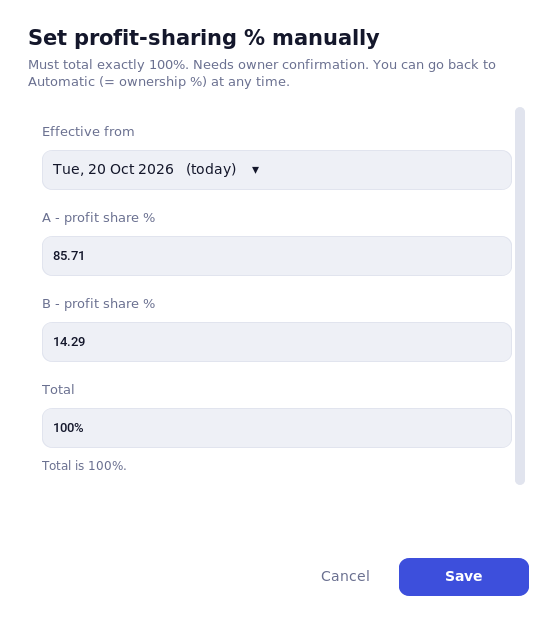 Set profit-sharing % manually
Must total exactly 100%. Needs owner confirmation. You can go back to
Automatic (= ownership %) at any time.
Effective from
Tue, 20 Oct 2026 (today) ▼
A - profit share %
85.71
B - profit share %
14.29
Total
100%
Total is 100%.
Cancel
Save